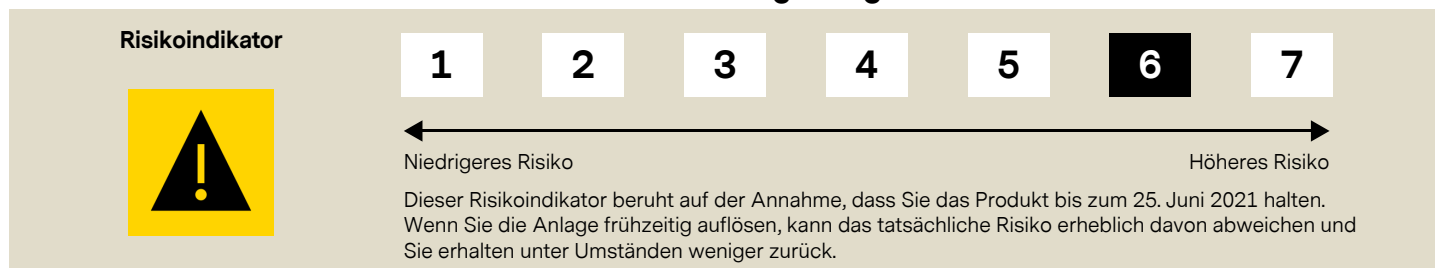 Risikoindikator
1 2 3 4 5 6 7
Niedrigeres Risiko Höheres Risiko
Dieser Risikoindikator beruht auf der Annahme, dass Sie das Produkt bis zum 25. Juni 2021 halten.
Wenn Sie die Anlage frühzeitig auflösen, kann das tatsächliche Risiko erheblich davon abweichen und
Sie erhalten unter Umständen weniger zurück.